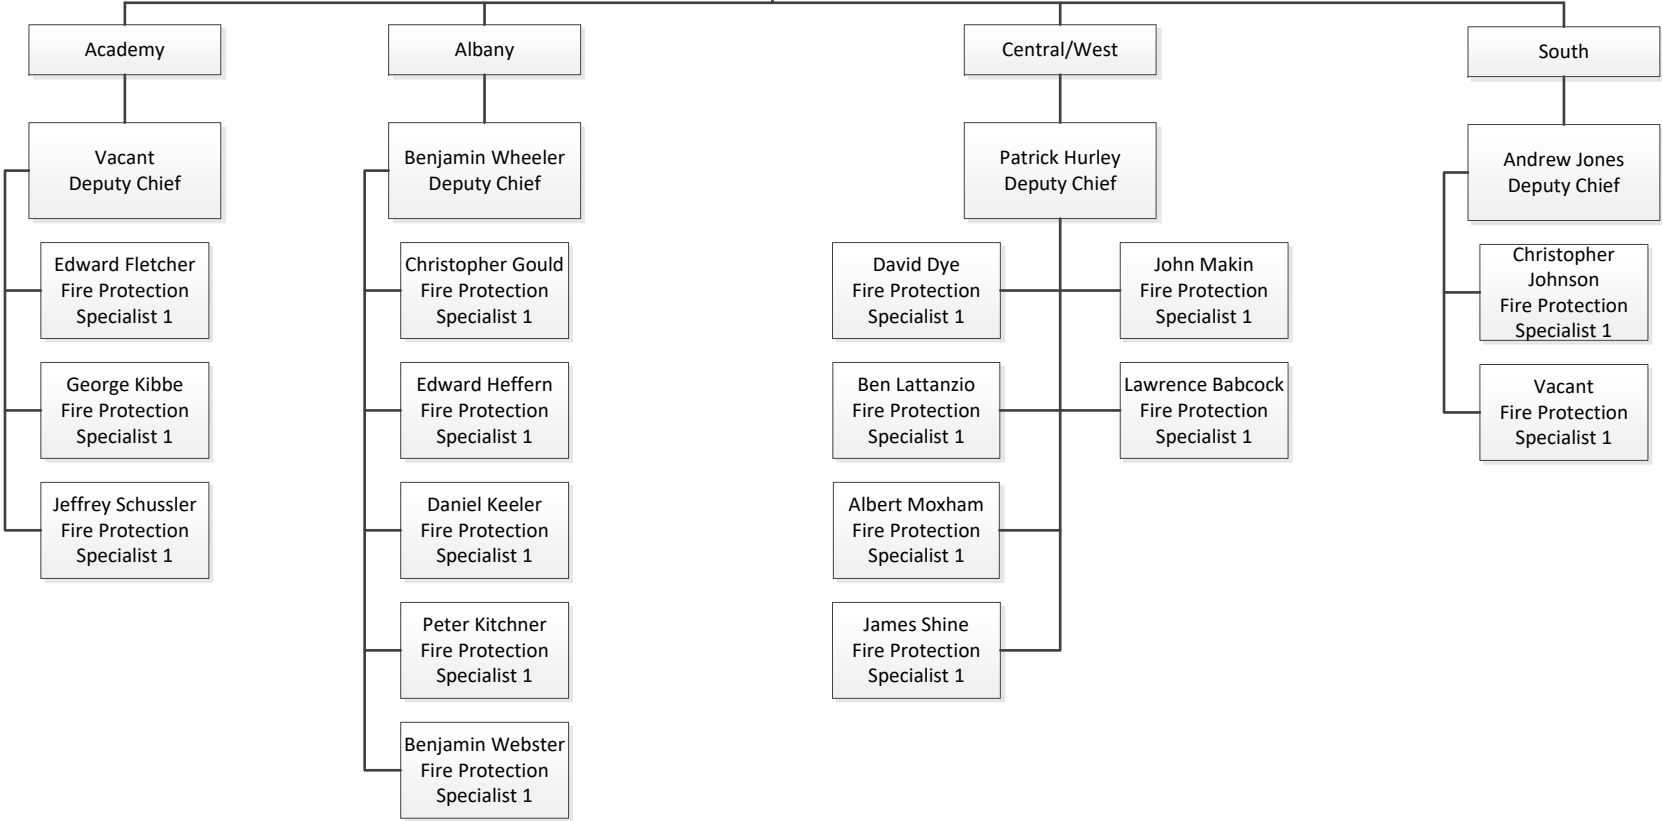 Academy
Vacant
Deputy Chief
Edward Fletcher
Fire Protection
Specialist 1
George Kibbe
Fire Protection
Specialist 1
Jeffrey Schussler
Fire Protection
Specialist 1
Albany
Benjamin Wheeler
Deputy Chief
Christopher Gould
Fire Protection
Specialist 1
Edward Heffern
Fire Protection
Specialist 1
Daniel Keeler
Fire Protection
Specialist 1
Peter Kitchner
Fire Protection
Specialist 1
Benjamin Webster
Fire Protection
Specialist 1
Central/West
Patrick Hurley
Deputy Chief
David Dye
Fire Protection
Specialist 1
John Makin
Fire Protection
Specialist 1
Ben Lattanzio
Fire Protection
Specialist 1
Lawrence Babcock
Fire Protection
Specialist 1
Albert Moxham
Fire Protection
Specialist 1
James Shine
Fire Protection
Specialist 1
South
Andrew Jones
Deputy Chief
Christopher
Johnson
Fire Protection
Specialist 1
Vacant
Fire Protection
Specialist 1